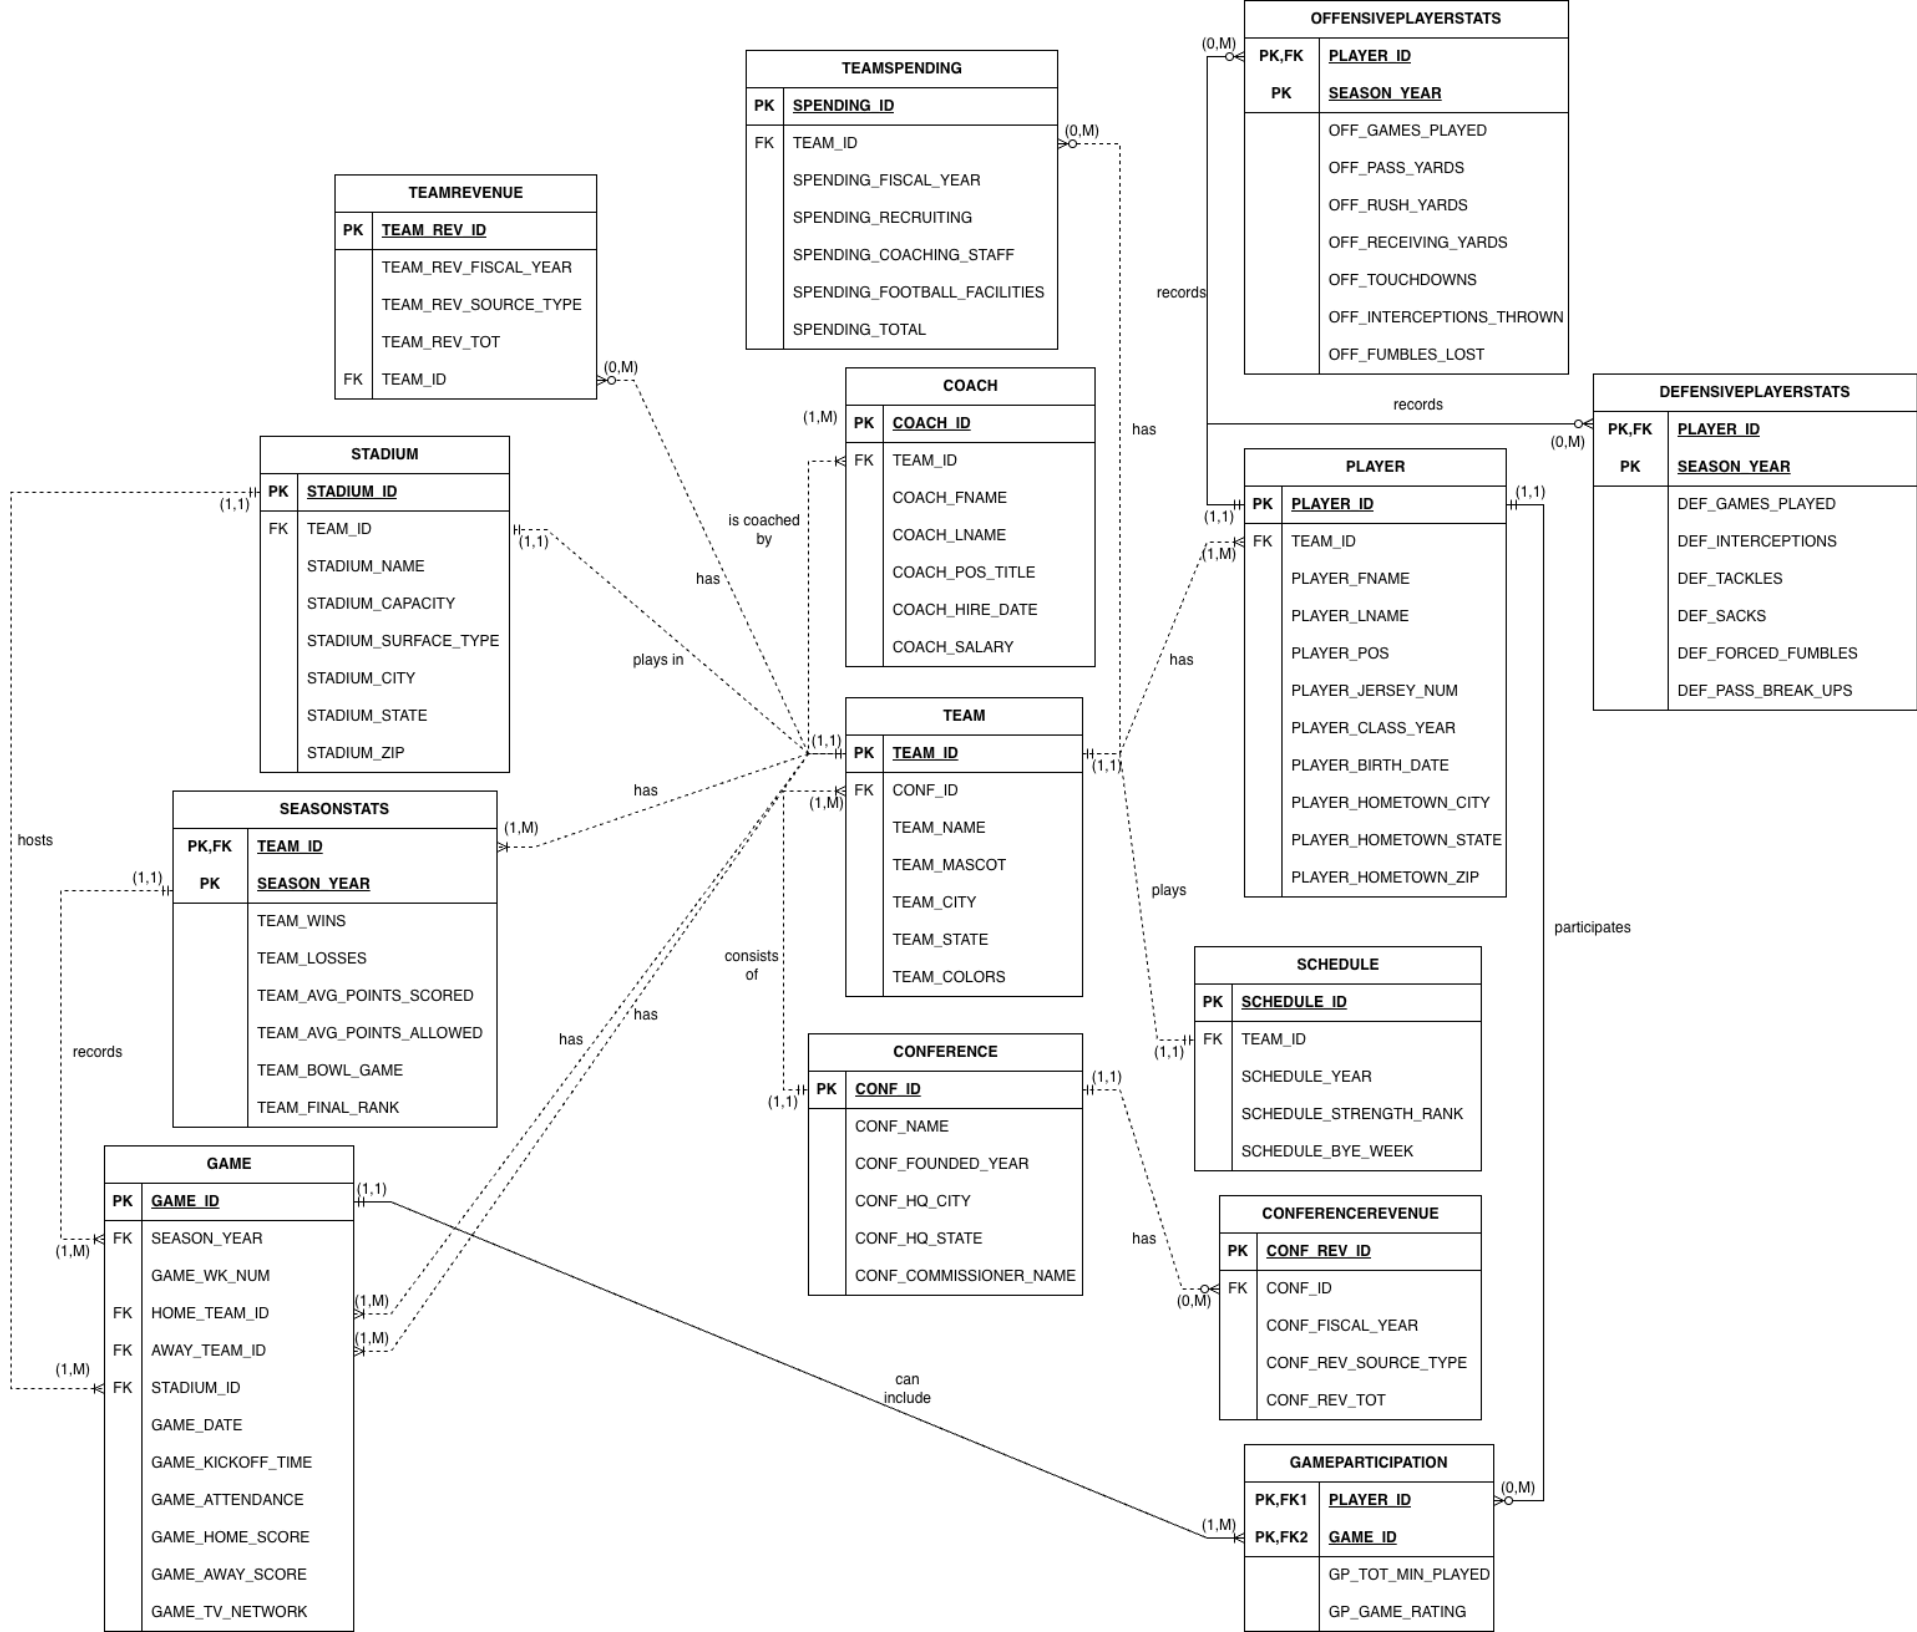 OFFENSIVEPLAYERSTATS
PK,FK PLAYER_ID
PK SEASON_YEAR
OFF_GAMES_PLAYED
OFF_PASS_YARDS
OFF_RUSH_YARDS
OFF_RECEIVING_YARDS
OFF_TOUCHDOWNS
OFF_INTERCEPTIONS_THROWN
OFF_FUMBLES_LOST
(0,M)
TEAMSPENDING
PK SPENDING_ID
FK TEAM_ID
SPENDING_FISCAL_YEAR
SPENDING_RECRUITING
SPENDING_COACHING_STAFF
SPENDING_FOOTBALL_FACILITIES
SPENDING_TOTAL
(0,M)
TEAMREVENUE
PK TEAM_REV_ID
TEAM_REV_FISCAL_YEAR
TEAM_REV_SOURCE_TYPE
TEAM_REV_TOT
FK TEAM_ID
(0,M)
records
COACH
PK COACH_ID
FK TEAM_ID
COACH_FNAME
COACH_LNAME
COACH_POS_TITLE
COACH_HIRE_DATE
COACH_SALARY
(1,M)
is coached
by
has
records
(0,M)
DEFENSIVEPLAYERSTATS
PK,FK PLAYER_ID
PK SEASON_YEAR
DEF_GAMES_PLAYED
DEF_INTERCEPTIONS
DEF_TACKLES
DEF_SACKS
DEF_FORCED_FUMBLES
DEF_PASS_BREAK_UPS
STADIUM
PK STADIUM_ID
FK TEAM_ID
STADIUM_NAME
STADIUM_CAPACITY
STADIUM_SURFACE_TYPE
STADIUM_CITY
STADIUM_STATE
STADIUM_ZIP
(1,1)
(1,1)
has
plays in
PLAYER
PK PLAYER_ID
FK TEAM_ID
PLAYER_FNAME
PLAYER_LNAME
PLAYER_POS
PLAYER_JERSEY_NUM
PLAYER_CLASS_YEAR
PLAYER_BIRTH_DATE
PLAYER_HOMETOWN_CITY
PLAYER_HOMETOWN_STATE
PLAYER_HOMETOWN_ZIP
(1,1)
(1,1)
(1,M)
has
TEAM
PK TEAM_ID
FK CONF_ID
TEAM_NAME
TEAM_MASCOT
TEAM_CITY
TEAM_STATE
TEAM_COLORS
(1,1)
(1,1)
(1,M)
has
SEASONSTATS
PK,FK TEAM_ID
PK SEASON_YEAR
TEAM_WINS
TEAM_LOSSES
TEAM_AVG_POINTS_SCORED
TEAM_AVG_POINTS_ALLOWED
TEAM_BOWL_GAME
TEAM_FINAL_RANK
(1,M)
(1,1)
hosts
records
plays
participates
consists
of
has
has
SCHEDULE
PK SCHEDULE_ID
FK TEAM_ID
SCHEDULE_YEAR
SCHEDULE_STRENGTH_RANK
SCHEDULE_BYE_WEEK
(1,1)
CONFERENCE
PK CONF_ID
CONF_NAME
CONF_FOUNDED_YEAR
CONF_HQ_CITY
CONF_HQ_STATE
CONF_COMMISSIONER_NAME
(1,1)
(1,1)
has
GAME
PK GAME_ID
FK SEASON_YEAR
GAME_WK_NUM
FK HOME_TEAM_ID
FK AWAY_TEAM_ID
FK STADIUM_ID
GAME_DATE
GAME_KICKOFF_TIME
GAME_ATTENDANCE
GAME_HOME_SCORE
GAME_AWAY_SCORE
GAME_TV_NETWORK
(1,1)
(1,M)
(1,M)
(1,M)
(1,M)
CONFERENCEREVENUE
PK CONF_REV_ID
FK CONF_ID
CONF_FISCAL_YEAR
CONF_REV_SOURCE_TYPE
CONF_REV_TOT
(0,M)
can
include
GAMEPARTICIPATION
PK,FK1 PLAYER_ID
PK,FK2 GAME_ID
GP_TOT_MIN_PLAYED
GP_GAME_RATING
(0,M)
(1,M)